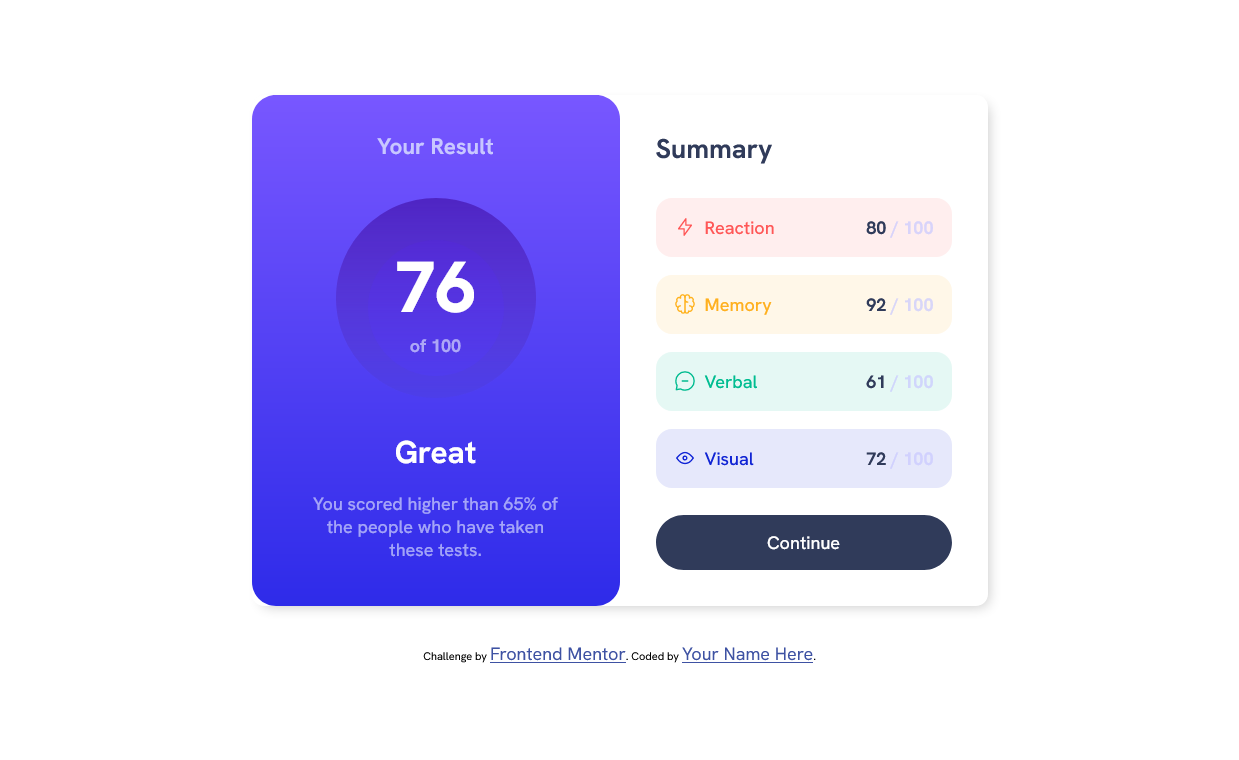 Your Result
76
of 100
Great
You scored higher than 65% of
the people who have taken
these tests.
Summary
Reaction 80 / 100
Memory 92 / 100
Verbal 61 / 100
Visual 72 / 100
Continue
Challenge by Frontend Mentor. Coded by Your Name Here.